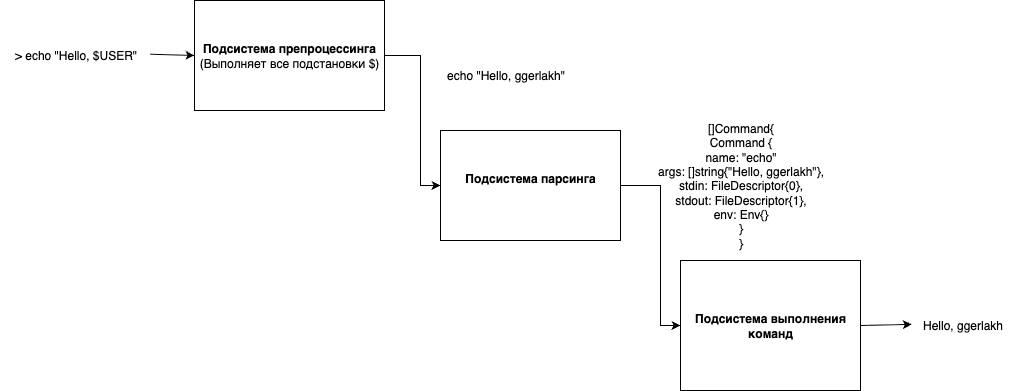 > echo "Hello, $USER"
Подсистема препроцессинга
(Выполняет все подстановки $)
echo "Hello, ggerlakh"
Подсистема парсинга
[]Command{
Command {
name: "echo"
args: []string{"Hello, ggerlakh"},
stdin: FileDescriptor{0},
stdout: FileDescriptor{1},
env: Env{}
}
}
Подсистема выполнения
команд
Hello, ggerlakh